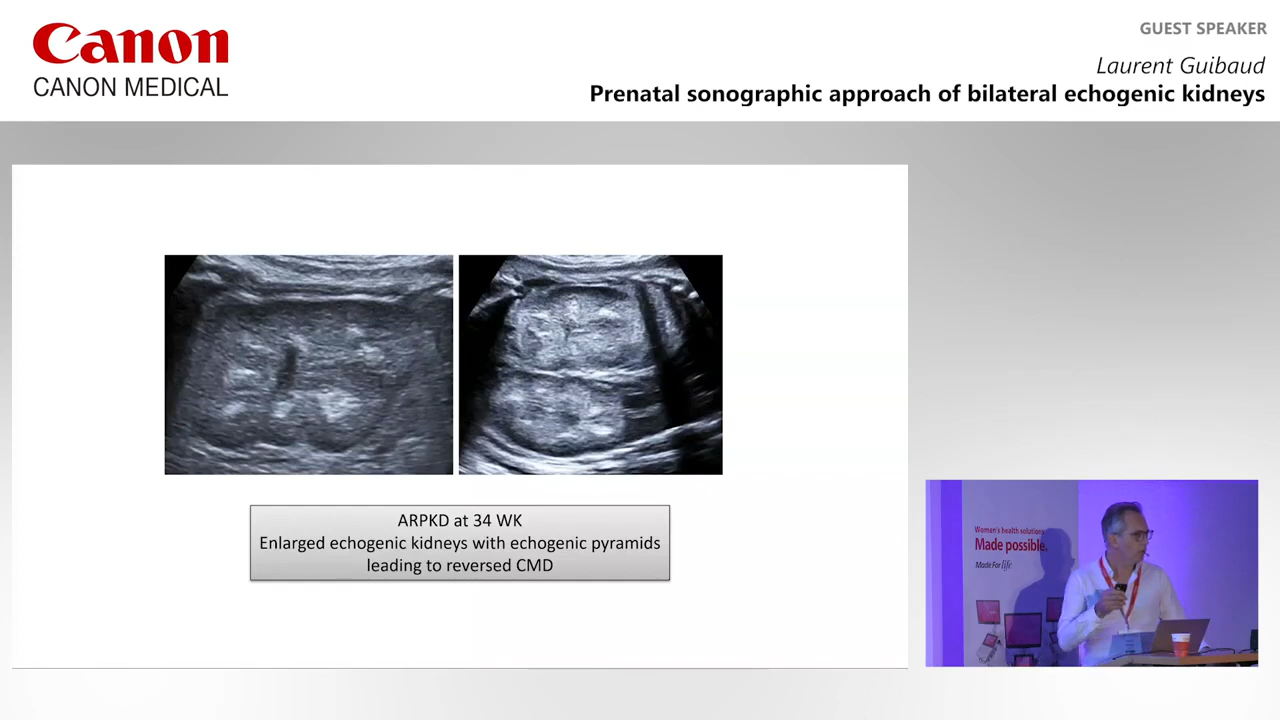 Canon
CANON MEDICAL
GUEST SPEAKER
Laurent Guibaud
Prenatal sonographic approach of bilateral echogenic kidneys
ARPKD at 34 WK
Enlarged echogenic kidneys with echogenic pyramids
leading to reversed CMD
Women's health solutions
Made possible.
Made For life